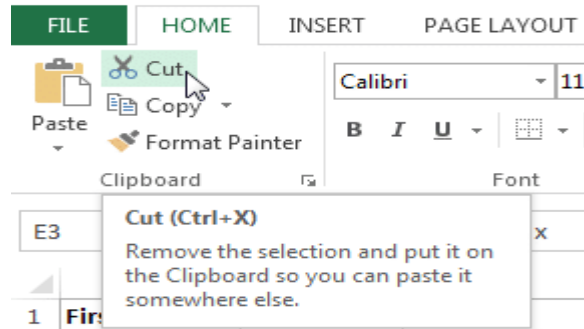 FILE HOME INSERT PAGE LAYOUT
Cut
Calibri 11
Copy
Paste
B I U
Format Painter
Clipboard Font
Cut (Ctrl+X)
E3 x
Remove the selection and put it on
the Clipboard so you can paste it
somewhere else.
1